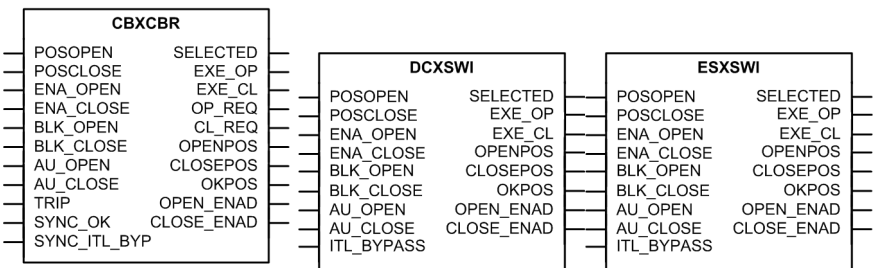 CBXCBR
POSOPEN SELECTED
POSCLOSE EXE_OP
ENA_OPEN EXE_CL
ENA_CLOSE OP_REQ
BLK_OPEN CL_REQ
BLK_CLOSE OPENPOS
AU_OPEN CLOSEPOS
AU_CLOSE OKPOS
TRIP OPEN_ENAD
SYNC_OK CLOSE_ENAD
SYNC_ITL_BYP
DCXSWI
POSOPEN SELECTED
POSCLOSE EXE_OP
ENA_OPEN EXE_CL
ENA_CLOSE OPENPOS
BLK_OPEN CLOSEPOS
BLK_CLOSE OKPOS
AU_OPEN OPEN_ENAD
AU_CLOSE CLOSE_ENAD
ITL_BYPASS
ESXSWI
POSOPEN SELECTED
POSCLOSE EXE_OP
ENA_OPEN EXE_CL
ENA_CLOSE OPENPOS
BLK_OPEN CLOSEPOS
BLK_CLOSE OKPOS
AU_OPEN OPEN_ENAD
AU_CLOSE CLOSE_ENAD
ITL_BYPASS